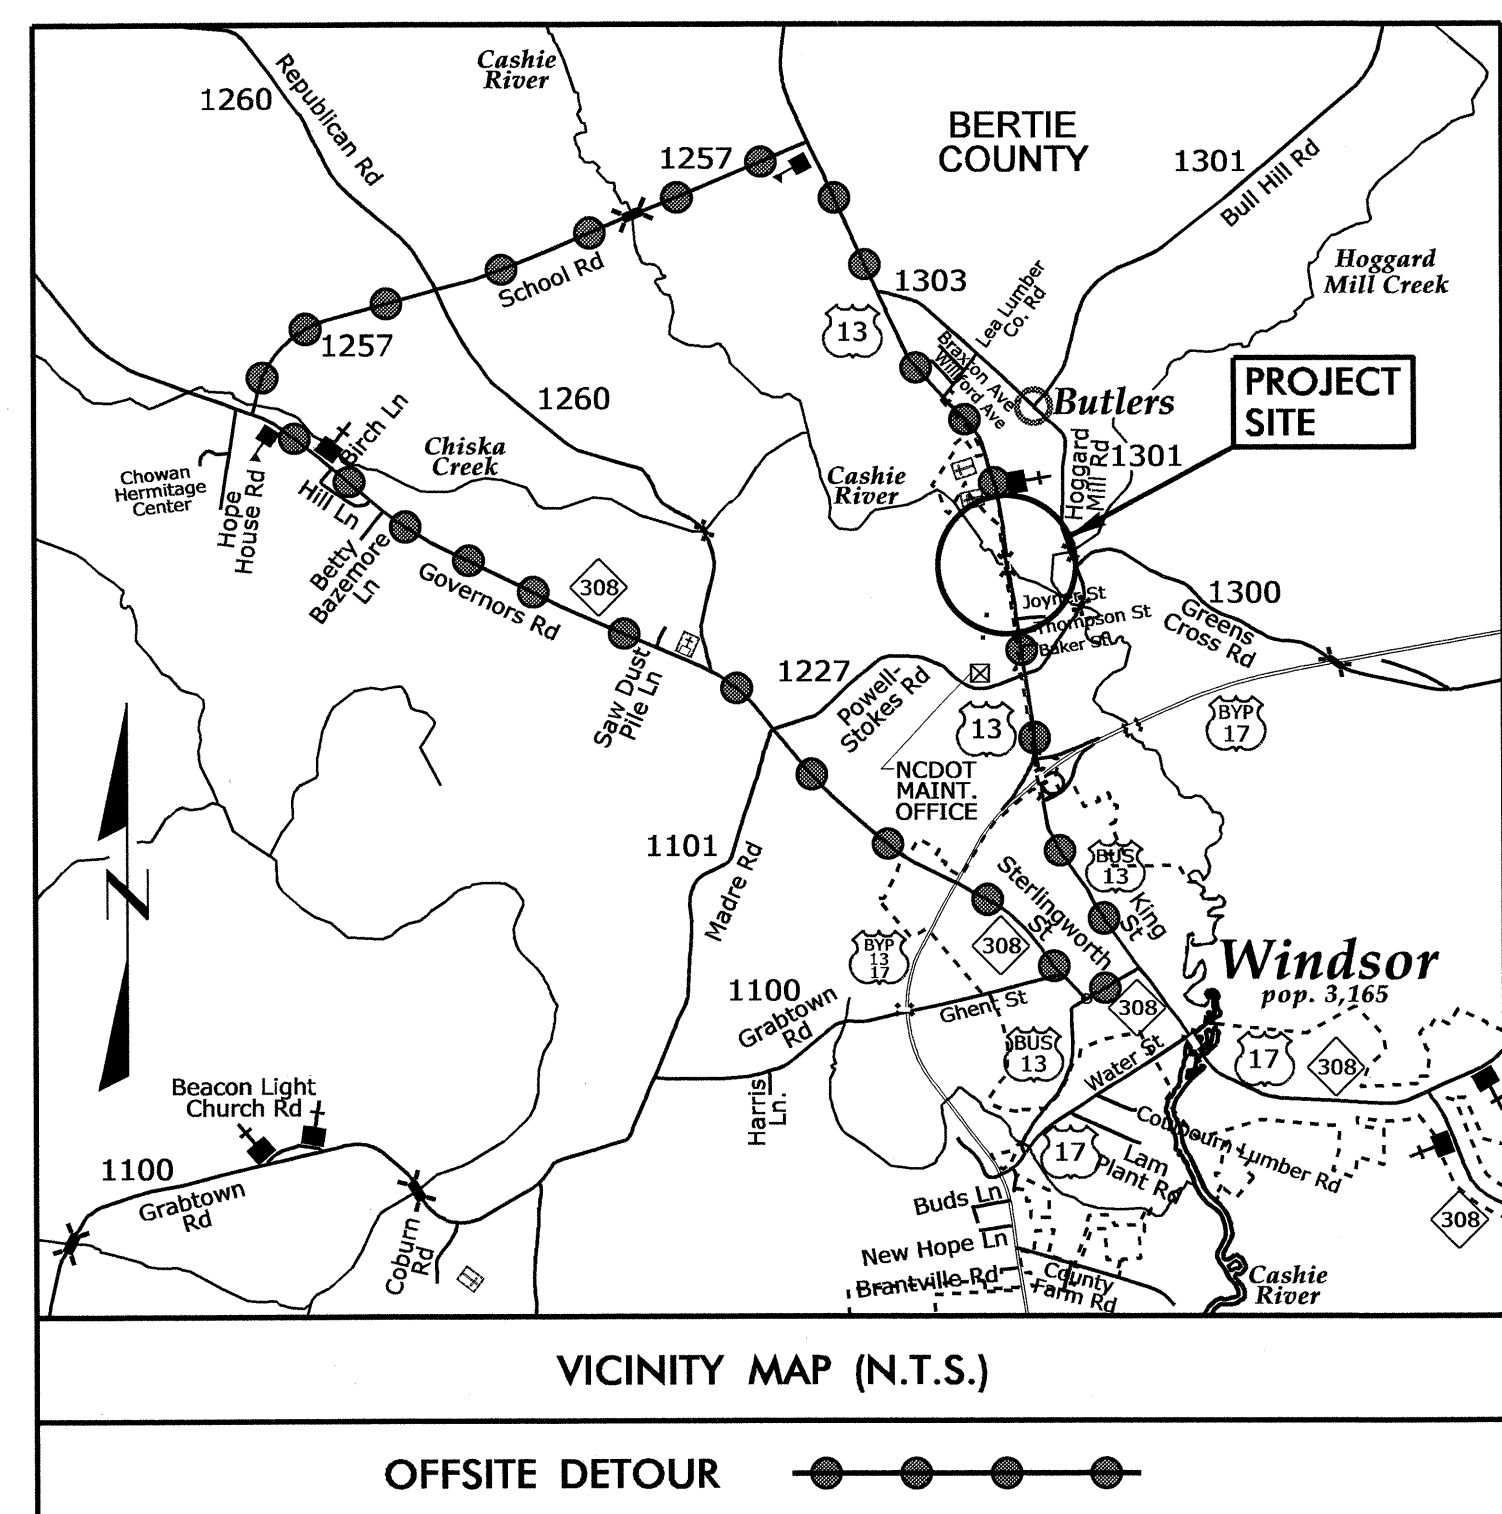 1260
Republican Rd
Cashie
River
1257
BERTIE
COUNTY
1301
Bull Hill Rd
Hoggard
Mill Creek
School Rd
1257
1303
13
Lea Lumber
Co. Rd
Braxton Ave
Williford Ave
Butlers
PROJECT
SITE
1260
Birch Ln
Chiska
Creek
Cashie
River
Hoggard
Mill Rd
1301
Chowan
Hermitage
Center
Hope
House Rd
Hill Ln
Betty
Bazemore
Ln
Governors Rd
308
Joyner St
Thompson St
Baker St
1300
Greens
Cross Rd
Saw Dust
Pile Ln
1227
Powell-
Stokes Rd
13
BYP
17
NCDOT
MAINT.
OFFICE
1101
Madre Rd
N
BUS
13
Sterlingworth
St
King
St
308
BYP
13
17
Windsor
pop. 3,165
1100
Grabtown
Rd
Ghent St
308
BUS
13
Water St
17
308
Beacon Light
Church Rd
Harris
Ln.
1100
Grabtown
Rd
17
Coulbourn Lumber Rd
Lam
Plant Rd
Buds Ln
308
New Hope Ln
Coburn
Rd
Brantville Rd
County
Farm Rd
Cashie
River
VICINITY MAP (N.T.S.)
OFFSITE DETOUR